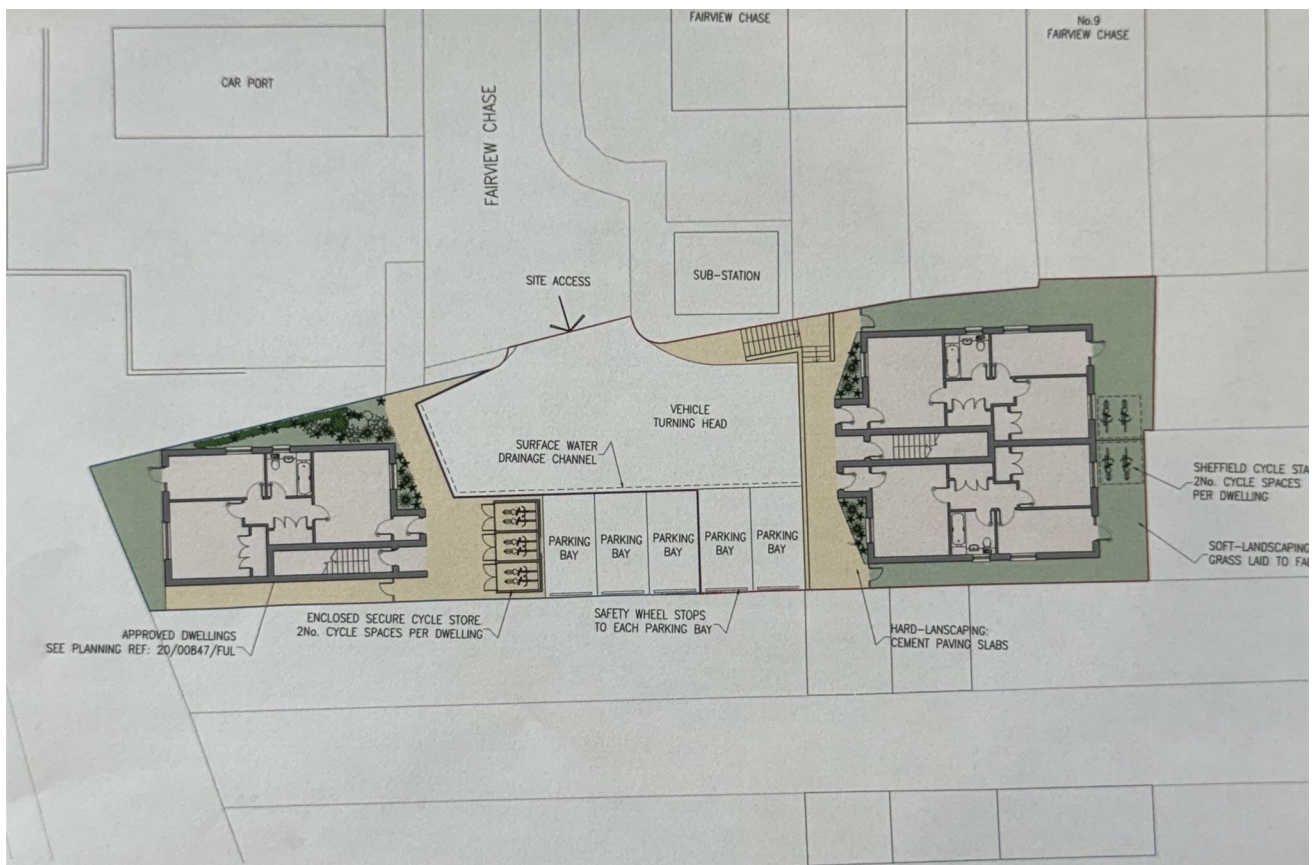 FAIRVIEW CHASE
No.9
FAIRVIEW CHASE
CAR PORT
FAIRVIEW CHASE
SITE ACCESS
SUB-STATION
VEHICLE
TURNING HEAD
SURFACE WATER
DRAINAGE CHANNEL
SHEFFIELD CYCLE STA
2No. CYCLE SPACES
PER DWELLING
PARKING
BAY
PARKING
BAY
PARKING
BAY
PARKING
BAY
PARKING
BAY
SOFT-LANDSCAPING
GRASS LAID TO FAL
ENCLOSED SECURE CYCLE STORE.
2No. CYCLE SPACES PER DWELLING
SAFETY WHEEL STOPS
TO EACH PARKING BAY
HARD-LANSCAPING:
CEMENT PAVING SLABS
APPROVED DWELLINGS
SEE PLANNING REF: 20/00847/FUL